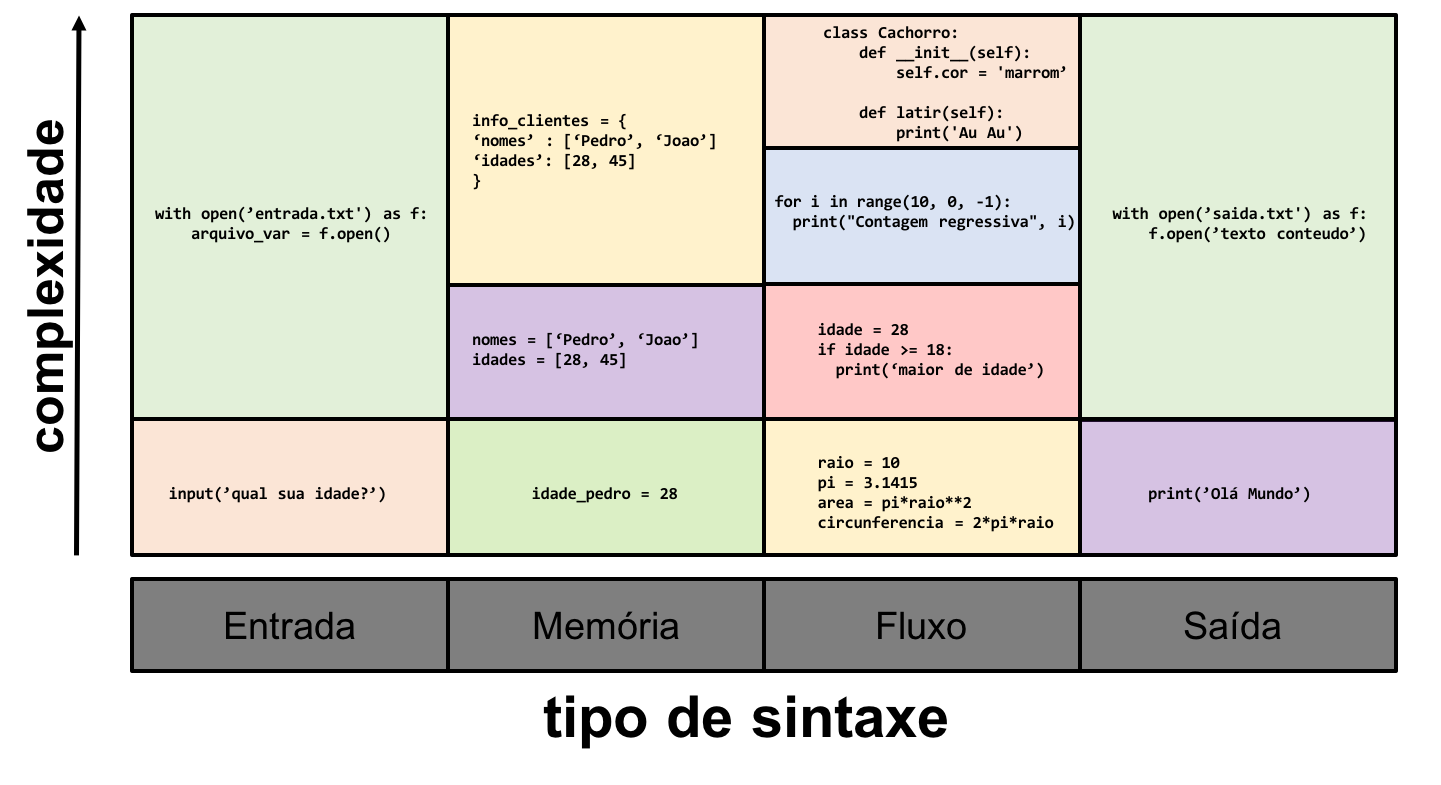 complexidade
with open(’entrada.txt') as f:
arquivo_var = f.open()
input(’qual sua idade?’)
info_clientes = {
‘nomes’ : [‘Pedro’, ‘Joao’]
‘idades’: [28, 45]
}
nomes = [‘Pedro’, ‘Joao’]
idades = [28, 45]
idade_pedro = 28
class Cachorro:
def __init__(self):
self.cor = 'marrom’
def latir(self):
print('Au Au')
for i in range(10, 0, -1):
print("Contagem regressiva", i)
idade = 28
if idade >= 18:
print(‘maior de idade’)
raio = 10
pi = 3.1415
area = pi*raio**2
circunferencia = 2*pi*raio
with open(’saida.txt') as f:
f.open(’texto conteudo’)
print(’Olá Mundo’)
Entrada
Memória
Fluxo
Saída
tipo de sintaxe